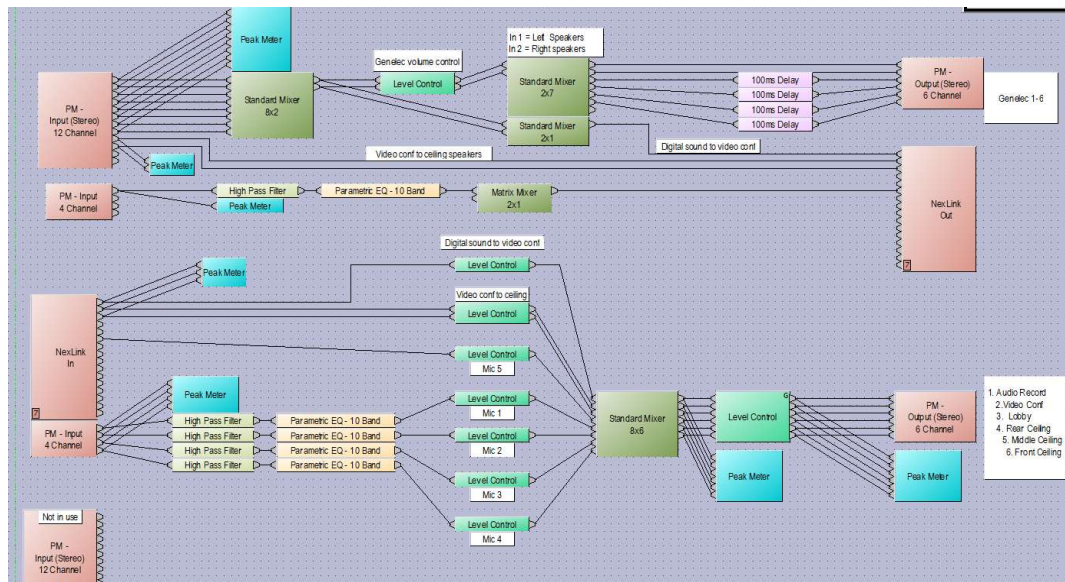 In 1 = Left Speakers
In 2 = Right speakers
Peak Meter
Genelec volume control
Level Control
PM -
Input (Stereo)
12 Channel
Standard Mixer
8x2
Standard Mixer
2x7
100ms Delay
100ms Delay
100ms Delay
100ms Delay
PM -
Output (Stereo)
6 Channel
Genelec 1-6
Standard Mixer
2x1
Video conf to ceiling speakers
Digital sound to video conf
Peak Meter
PM - Input
4 Channel
High Pass Filter
Parametric EQ - 10 Band
Peak Meter
Matrix Mixer
2x1
NexLink
Out
7
Digital sound to video conf
Level Control
Peak Meter
Video conf to ceiling
Level Control
NexLink
In
7
Level Control
Mic 5
Peak Meter
Level Control
Mic 1
PM - Input
4 Channel
High Pass Filter
Parametric EQ - 10 Band
High Pass Filter
Parametric EQ - 10 Band
High Pass Filter
Parametric EQ - 10 Band
High Pass Filter
Parametric EQ - 10 Band
Level Control
Mic 2
Level Control
Mic 3
Level Control
Mic 4
Standard Mixer
8x6
G
Level Control
Peak Meter
PM -
Output (Stereo)
6 Channel
Peak Meter
1. Audio Record
2.Video Conf
3. Lobby
4. Rear Ceiling
5. Middle Ceiling
6. Front Ceiling
Not in use
PM -
Input (Stereo)
12 Channel